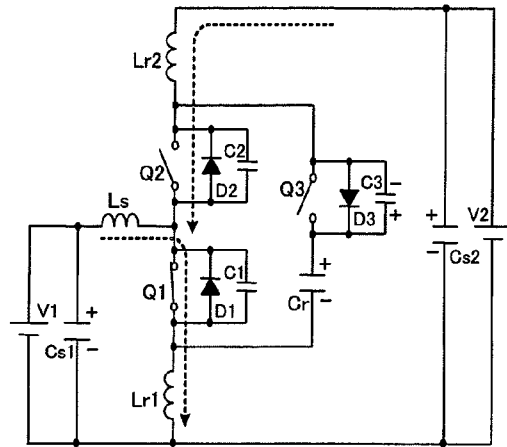 Lr2
Q2
C2
D2
Q3
C3
−
+
D3
Ls
V1
+
−
Cs1
Q1
C1
D1
+
−
Cr
+
−
Cs2
V2
Lr1